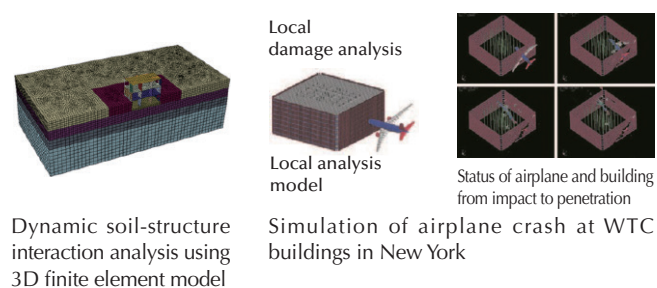 Local
damage analysis
Local analysis
model
Status of airplane and building
from impact to penetration
Dynamic soil-structure
interaction analysis using
3D finite element model
Simulation of airplane crash at WTC
buildings in New York